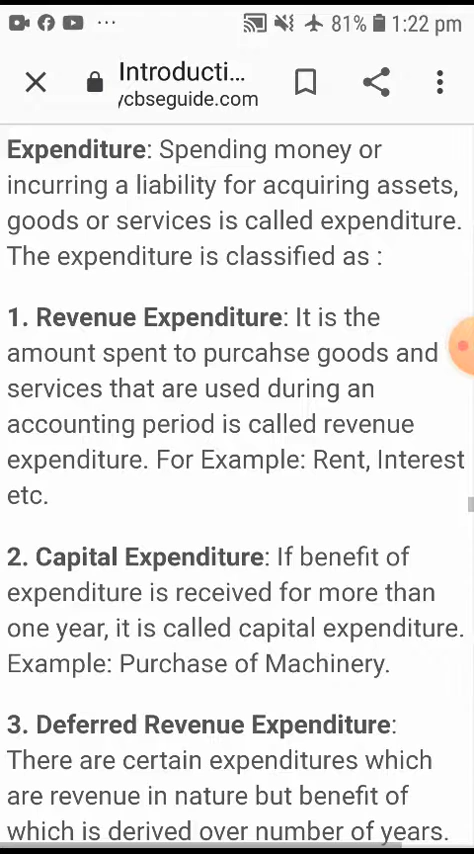 81% 1:22 pm
Introducti...
/cbseguide.com
Expenditure: Spending money or
incurring a liability for acquiring assets,
goods or services is called expenditure.
The expenditure is classified as :
1. Revenue Expenditure: It is the
amount spent to purcahse goods and
services that are used during an
accounting period is called revenue
expenditure. For Example: Rent, Interest
etc.
2. Capital Expenditure: If benefit of
expenditure is received for more than
one year, it is called capital expenditure.
Example: Purchase of Machinery.
3. Deferred Revenue Expenditure:
There are certain expenditures which
are revenue in nature but benefit of
which is derived over number of years.